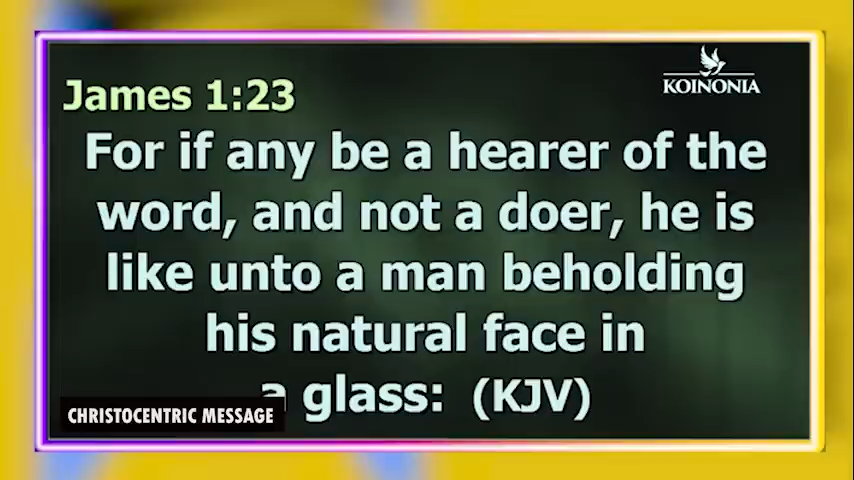 KOINONIA
James 1:23
For if any be a hearer of the
word, and not a doer, he is
like unto a man beholding
his natural face in
a glass: (KJV)
CHRISTOCENTRIC MESSAGE